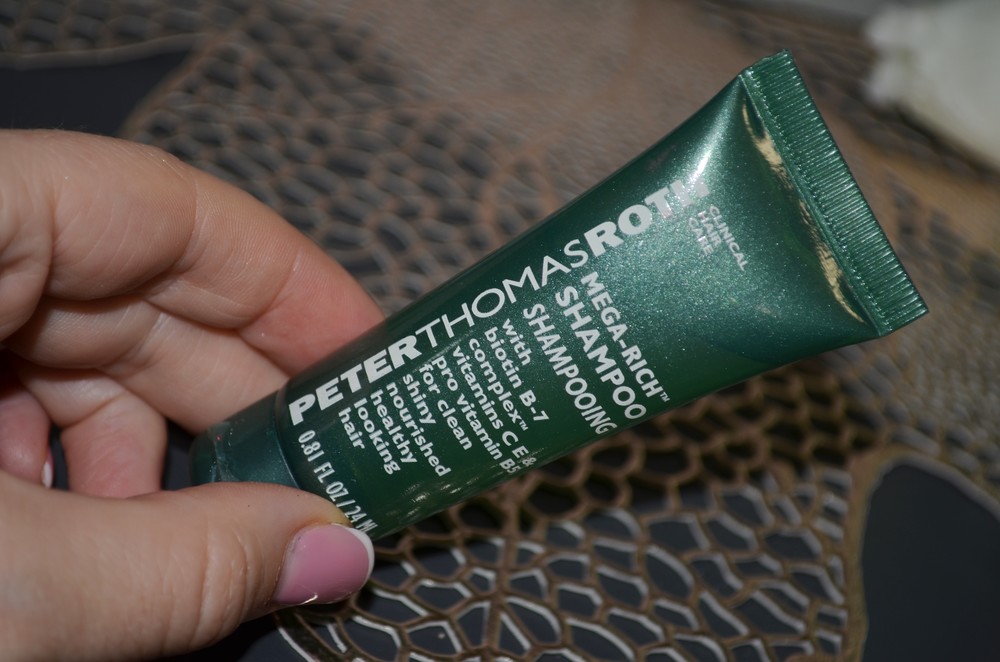 PETERTHOMASROTH
CLINICAL
HAIR
CARE
MEGA-RICH™
SHAMPOO
SHAMPOOING
with
biotin B-7
complex™
vitamins C E &
pro vitamin B5
for clean
shiny
nourished
healthy
looking
hair
0.81 FL OZ / 24 M